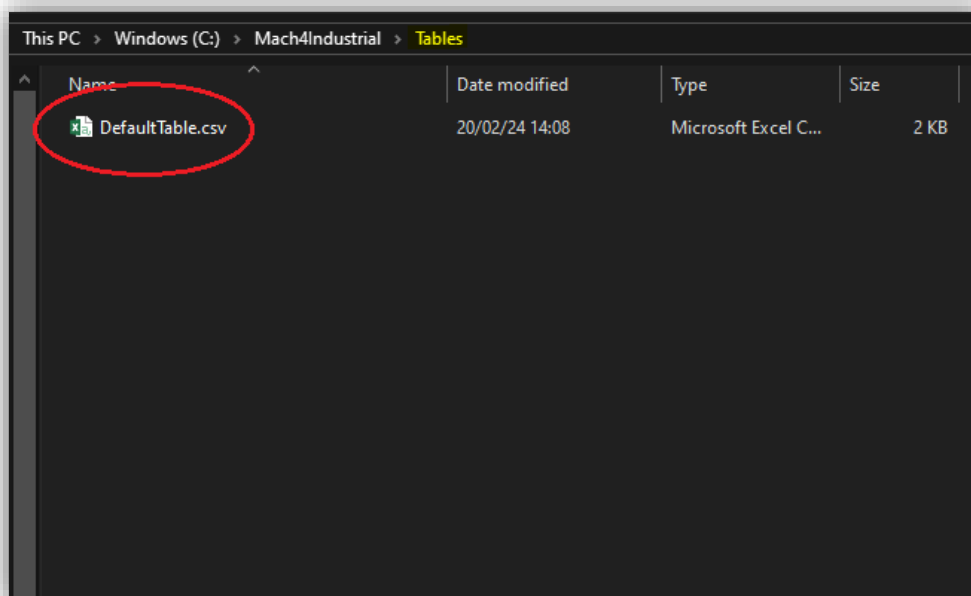 This PC > Windows (C:) > Mach4Industrial > Tables
Name Date modified Type Size
DefaultTable.csv 20/02/24 14:08 Microsoft Excel C... 2 KB